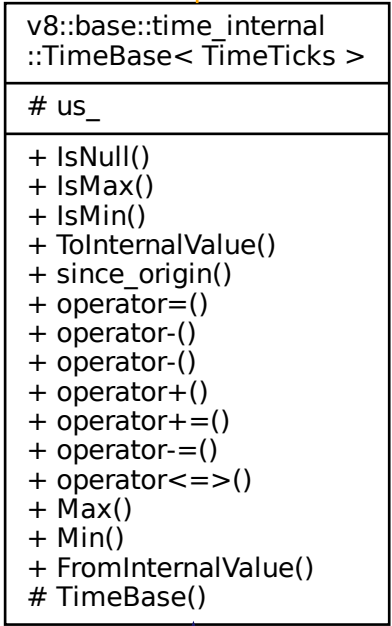 v8::base::time_internal
::TimeBase< TimeTicks >
# us_
+ IsNull()
+ IsMax()
+ IsMin()
+ ToInternalValue()
+ since_origin()
+ operator=()
+ operator-()
+ operator-()
+ operator+()
+ operator+=()
+ operator-=()
+ operator<=>()
+ Max()
+ Min()
+ FromInternalValue()
# TimeBase()